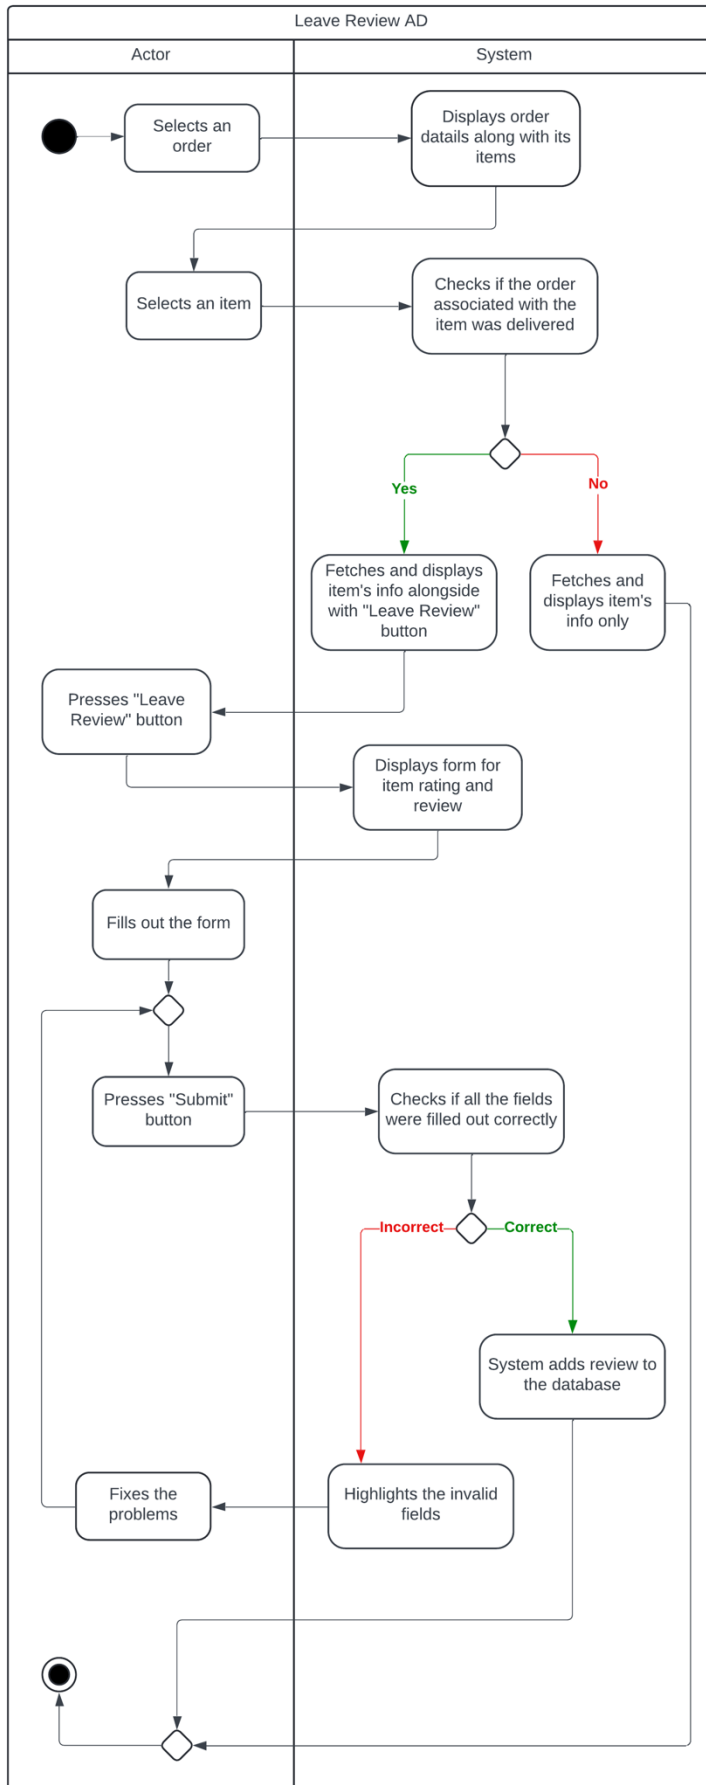 Leave Review AD
Actor
System
Selects an
order
Displays order
datails along with its
items
Selects an item
Checks if the order
associated with the
item was delivered
Yes
No
Fetches and displays
item's info alongside
with "Leave Review"
button
Fetches and
displays item's
info only
Presses "Leave
Review" button
Displays form for
item rating and
review
Fills out the form
Presses "Submit"
button
Checks if all the fields
were filled out correctly
Incorrect
Correct
System adds review to
the database
Fixes the
problems
Highlights the invalid
fields